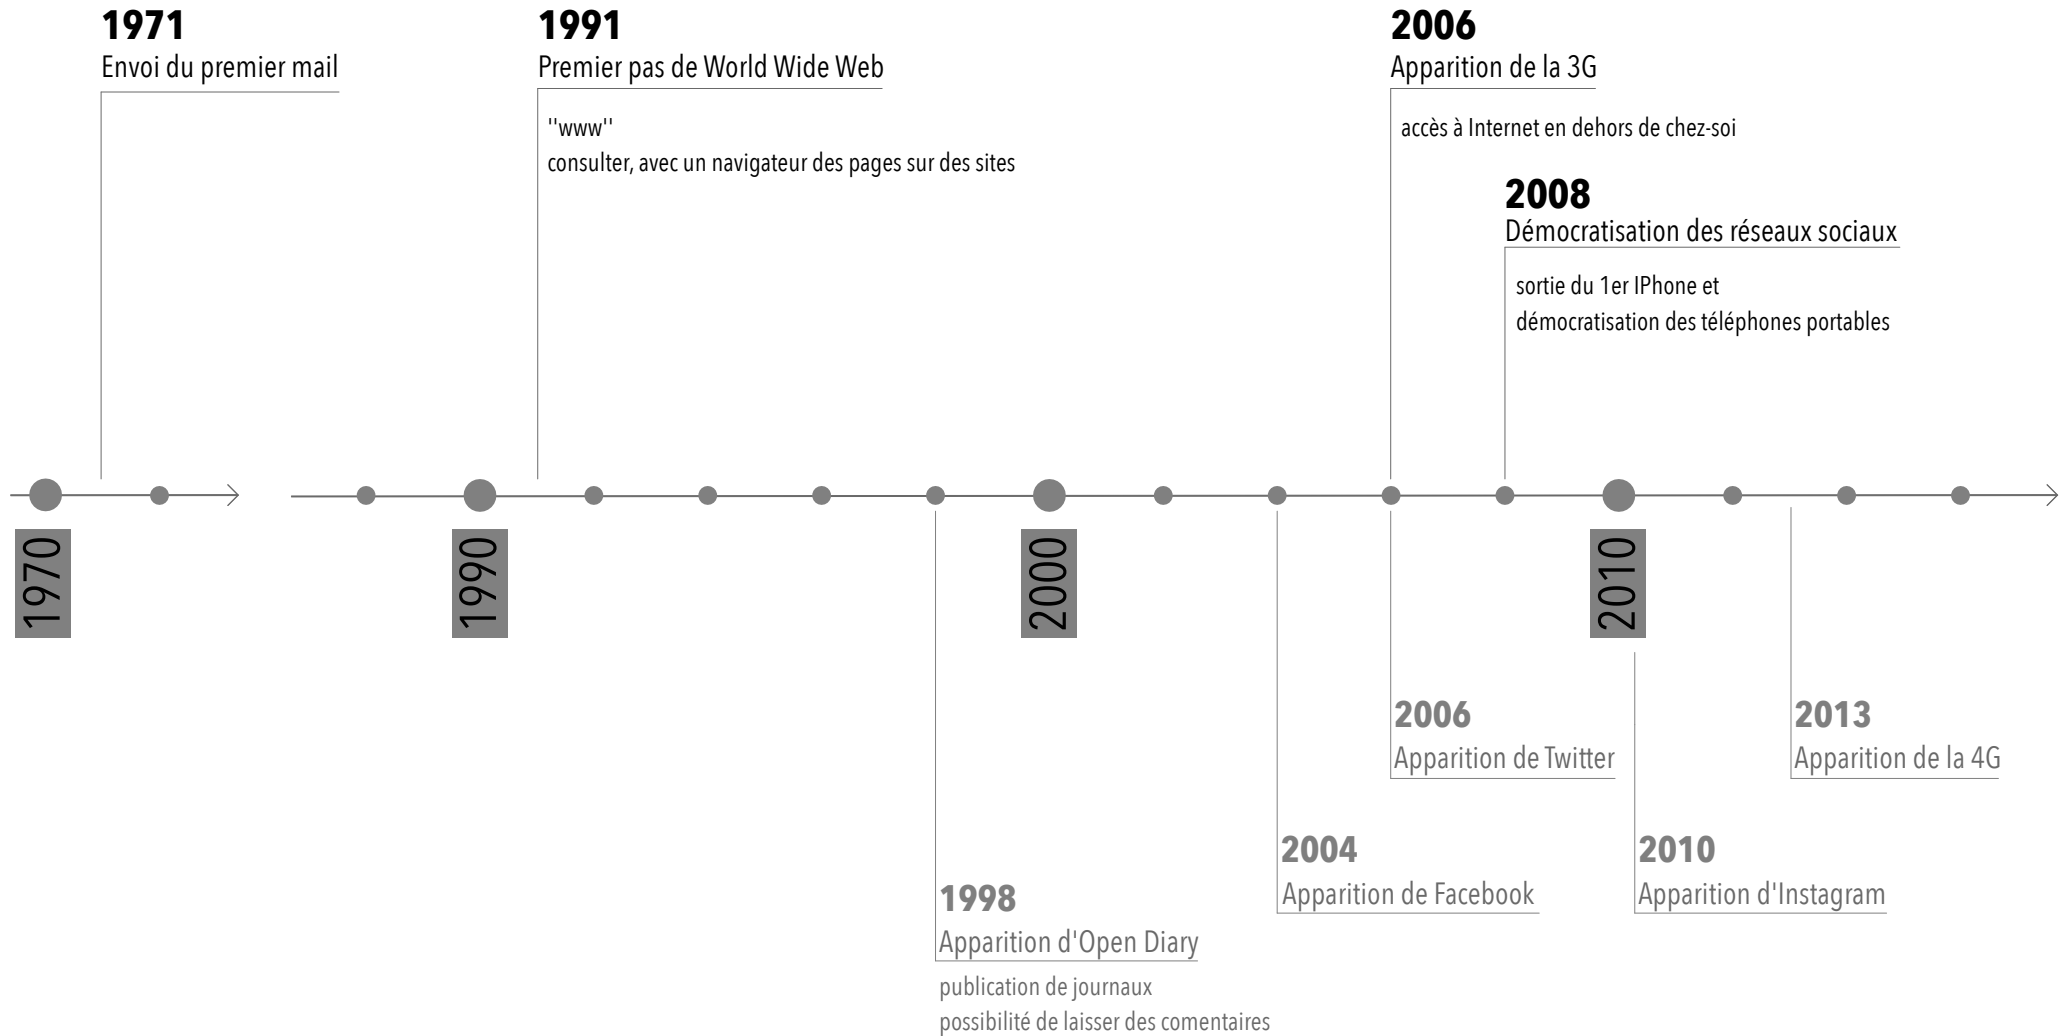 1971
Envoi du premier mail
1991
Premier pas de World Wide Web
''www''
consulter, avec un navigateur des pages sur des sites
2006
Apparition de la 3G
accès à Internet en dehors de chez-soi
2008
Démocratisation des réseaux sociaux
sortie du 1er IPhone et
démocratisation des téléphones portables
1970
1990
2000
2010
1998
Apparition d'Open Diary
publication de journaux
possibilité de laisser des comentaires
2004
Apparition de Facebook
2006
Apparition de Twitter
2010
Apparition d'Instagram
2013
Apparition de la 4G